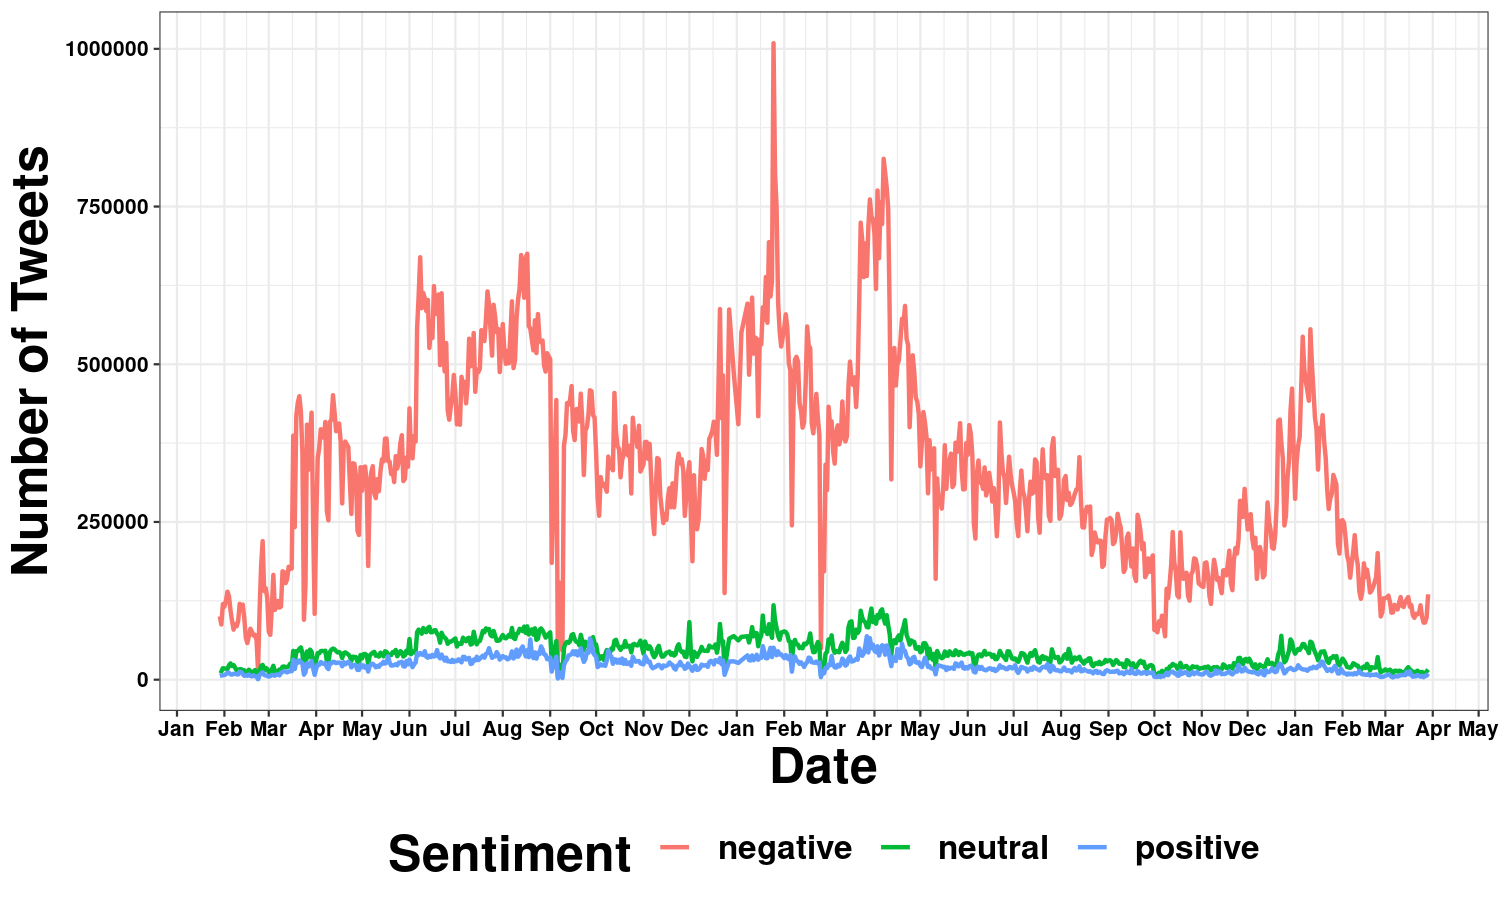 Number of Tweets
1000000
750000
500000
250000
0
Jan Feb Mar Apr May Jun Jul Aug Sep Oct Nov Dec Jan Feb Mar Apr May Jun Jul Aug Sep Oct Nov Dec Jan Feb Mar Apr May
Date
Sentiment negative neutral positive